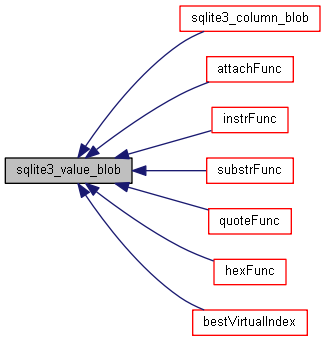 sqlite3_column_blob
attachFunc
instrFunc
sqlite3_value_blob
substrFunc
quoteFunc
hexFunc
bestVirtualIndex